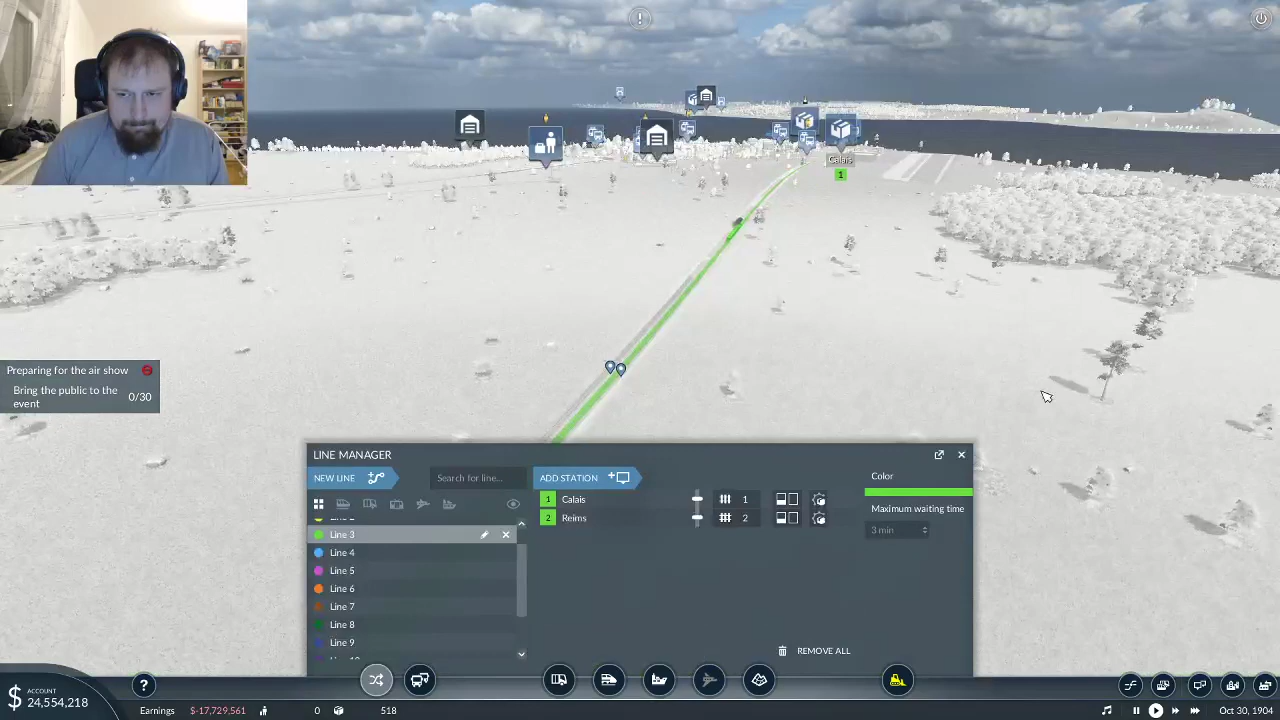 Calais
1
Preparing for the air show
Bring the public to the event 0/30
LINE MANAGER
NEW LINE
Search for line...
ADD STATION
Color
1 Calais 1
Maximum waiting time
2 Reims 2
3 min
Line 3
Line 4
Line 5
Line 6
Line 7
Line 8
Line 9
REMOVE ALL
$ ACCOUNT
24,554,218
?
Earnings $-17,729,561 0 518
Oct 30, 1904